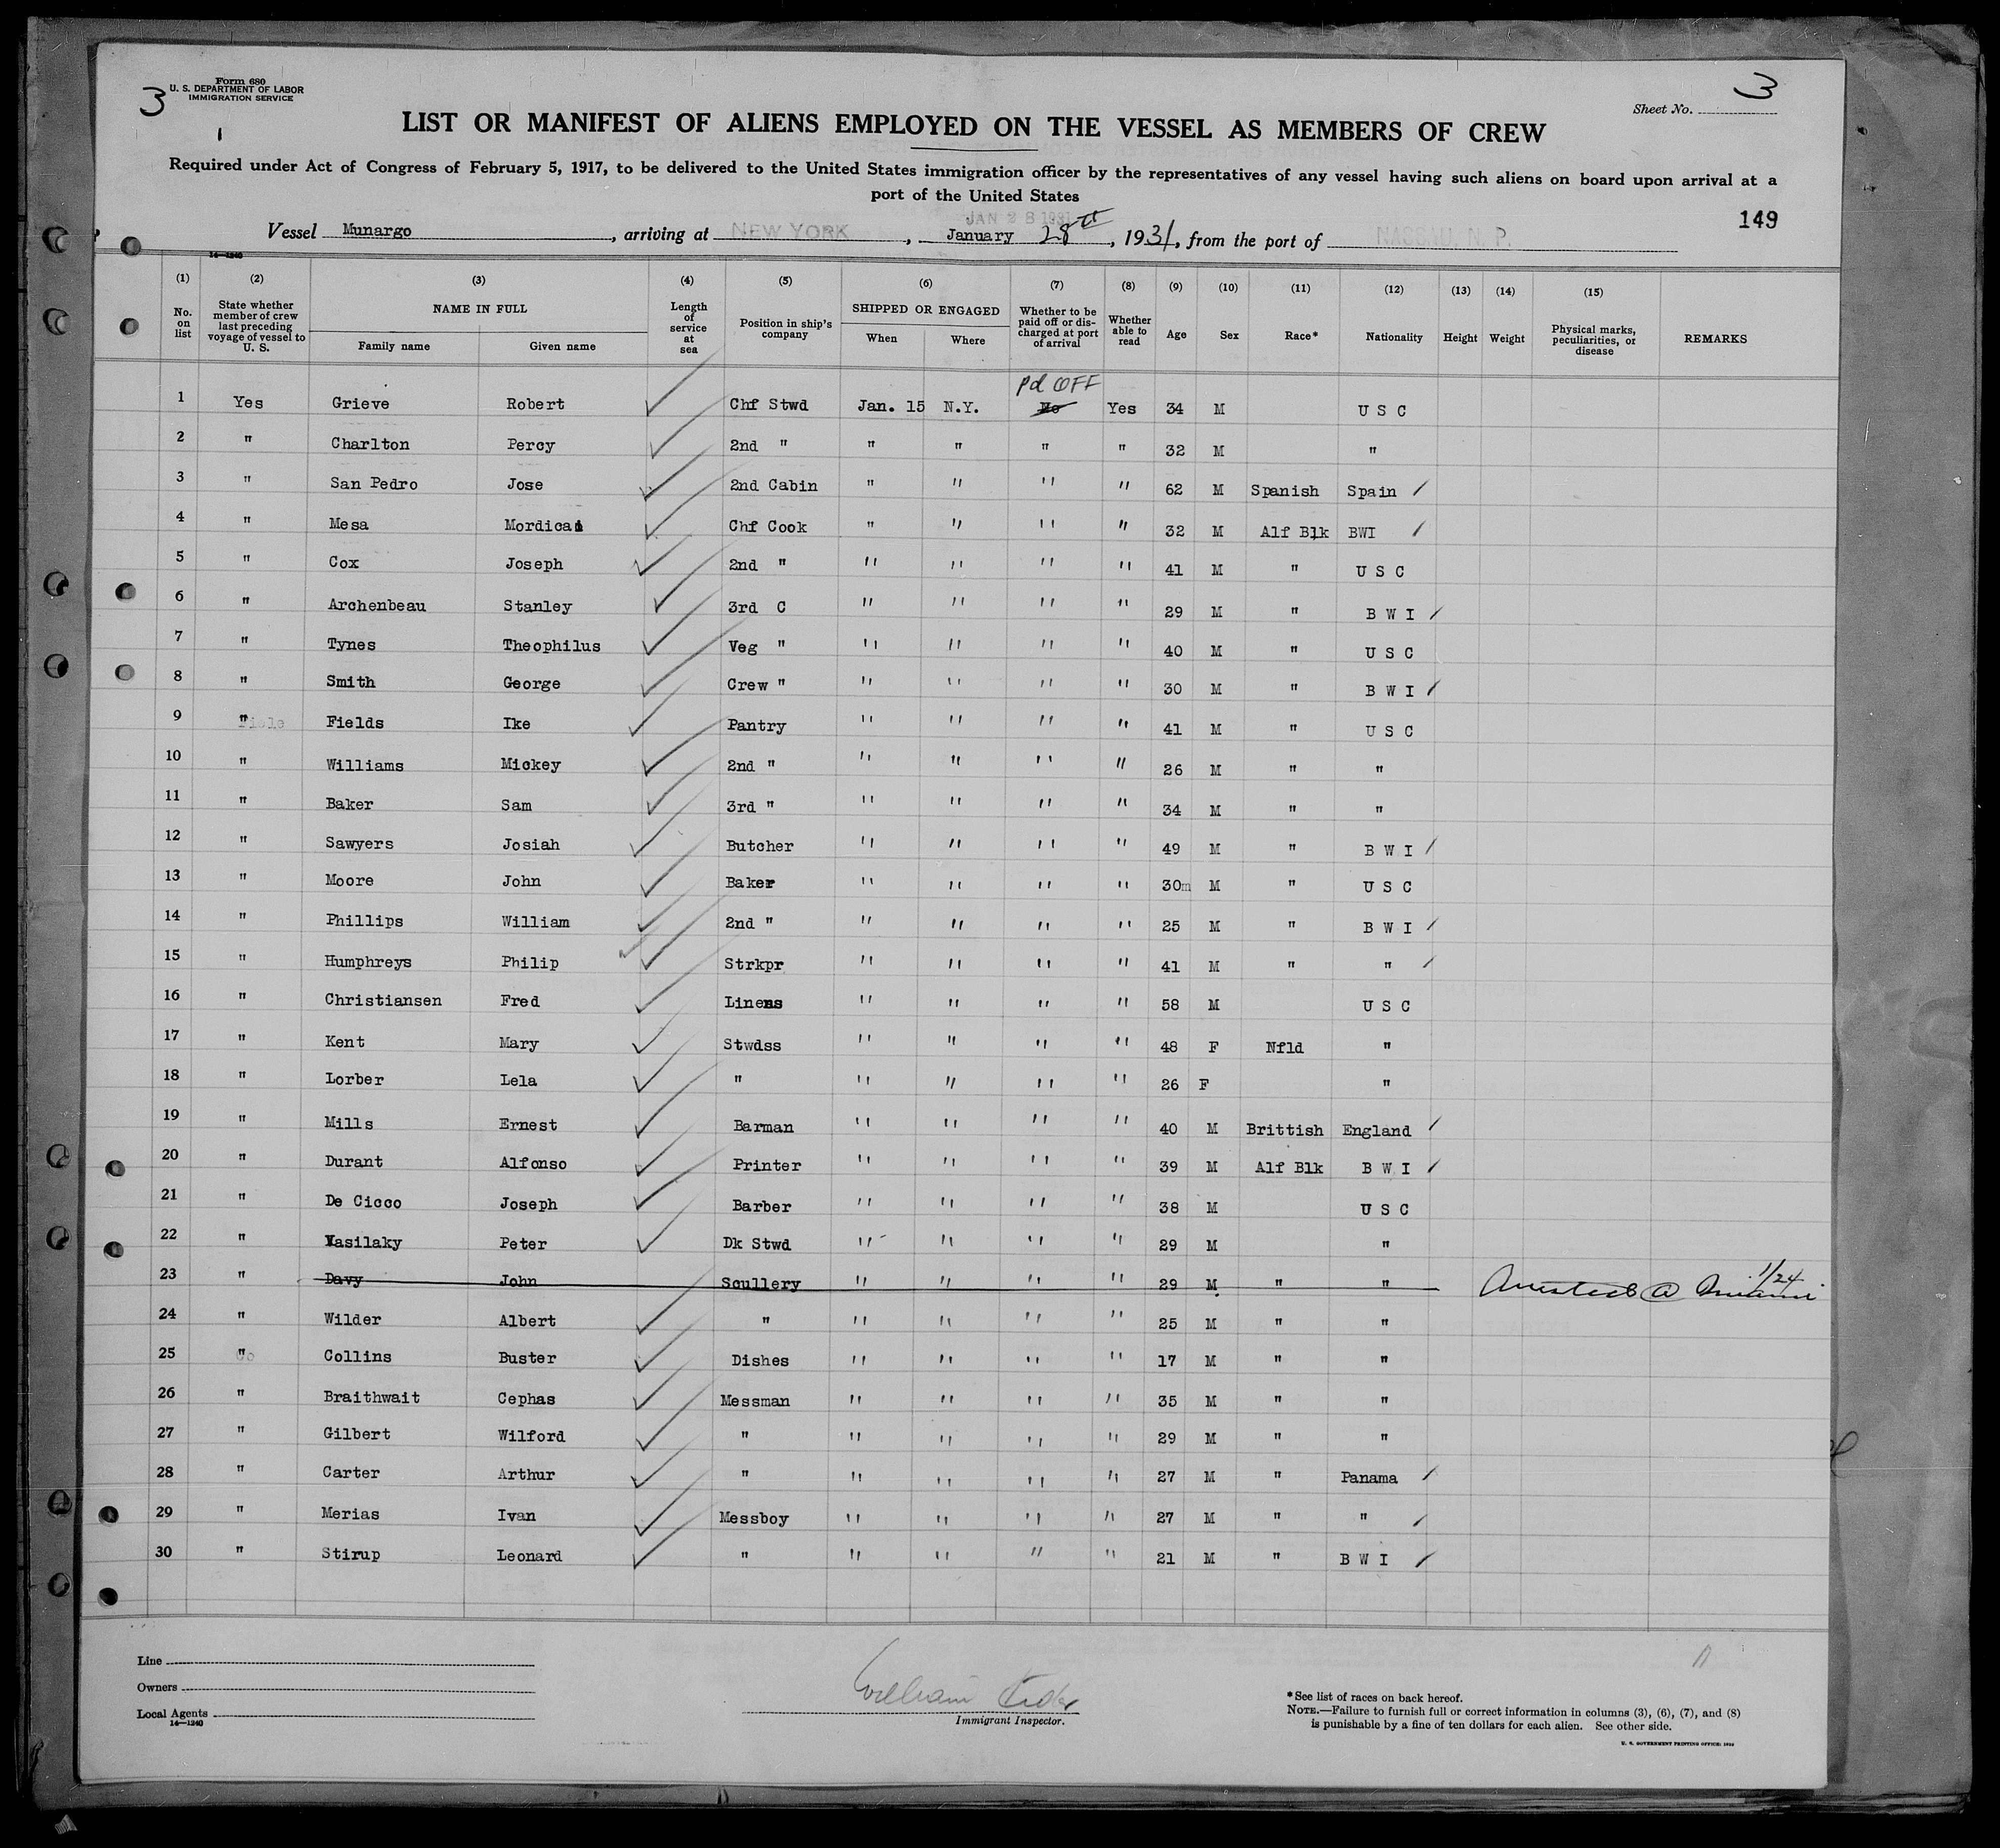 Form 680
U. S. DEPARTMENT OF LABOR
IMMIGRATION SERVICE
3
1
Sheet No. 3
LIST OR MANIFEST OF ALIENS EMPLOYED ON THE VESSEL AS MEMBERS OF CREW
Required under Act of Congress of February 5, 1917, to be delivered to the United States immigration officer by the representatives of any vessel having such aliens on board upon arrival at a
port of the United States
JAN 28 1931
149
Vessel Munargo, arriving at NEW YORK, January 28th, 1931, from the port of NASSAU, N. P.
14—1240
(1) (2) (3) (4) (5) (6) (7) (8) (9) (10) (11) (12) (13) (14) (15)
No. on list State whether member of crew last preceding voyage of vessel to U. S. NAME IN FULL Family name Given name Length of service at sea Position in ship's company SHIPPED OR ENGAGED When Where Whether to be paid off or discharged at port of arrival Whether able to read Age Sex Race* Nationality Height Weight Physical marks, peculiarities, or disease REMARKS
Pd OFF
1 Yes Grieve Robert Chf Stwd Jan. 15 N.Y. No Yes 34 M U S C
2 " Charlton Percy 2nd " " " " " 32 M "
3 " San Pedro Jose 2nd Cabin " " " " 62 M Spanish Spain
4 " Mesa Mordicai Chf Cook " " " " 32 M Alf Blk BWI
5 " Cox Joseph 2nd " " " " " 41 M " U S C
6 " Archenbeau Stanley 3rd C " " " " 29 M " B W I
7 " Tynes Theophilus Veg " " " " " 40 M " U S C
8 " Smith George Crew " " " " " 30 M " B W I
9 " Fields Ike Pantry " " " " 41 M " U S C
10 " Williams Mickey 2nd " " " " " 26 M " "
11 " Baker Sam 3rd " " " " " 34 M " "
12 " Sawyers Josiah Butcher " " " " 49 M " B W I
13 " Moore John Baker " " " " 30m M " U S C
14 " Phillips William 2nd " " " " " 25 M " B W I
15 " Humphreys Philip Strkpr " " " " 41 M " "
16 " Christiansen Fred Linens " " " " 58 M U S C
17 " Kent Mary Stwdss " " " " 48 F Nfld "
18 " Lorber Lela " " " " " 26 F "
19 " Mills Ernest Barman " " " " 40 M Brittish England
20 " Durant Alfonso Printer " " " " 39 M Alf Blk B W I
21 " De Cicco Joseph Barber " " " " 38 M U S C
22 " Vasilaky Peter Dk Stwd " " " " 29 M "
23 " Davy John Scullery " " " " 29 M " " Arrested @ Miami 1/24
24 " Wilder Albert " " " " " 25 M " "
25 " Collins Buster Dishes " " " " 17 M " "
26 " Braithwait Cephas Messman " " " " 35 M " "
27 " Gilbert Wilford " " " " " 29 M " "
28 " Carter Arthur " " " " " 27 M " Panama
29 " Merias Ivan Messboy " " " " 27 M " "
30 " Stirup Leonard " " " " " 21 M " B W I
Line
Owners
Local Agents
14—1240
William
Immigrant Inspector.
*See list of races on back hereof.
NOTE.—Failure to furnish full or correct information in columns (3), (6), (7), and (8)
is punishable by a fine of ten dollars for each alien. See other side.